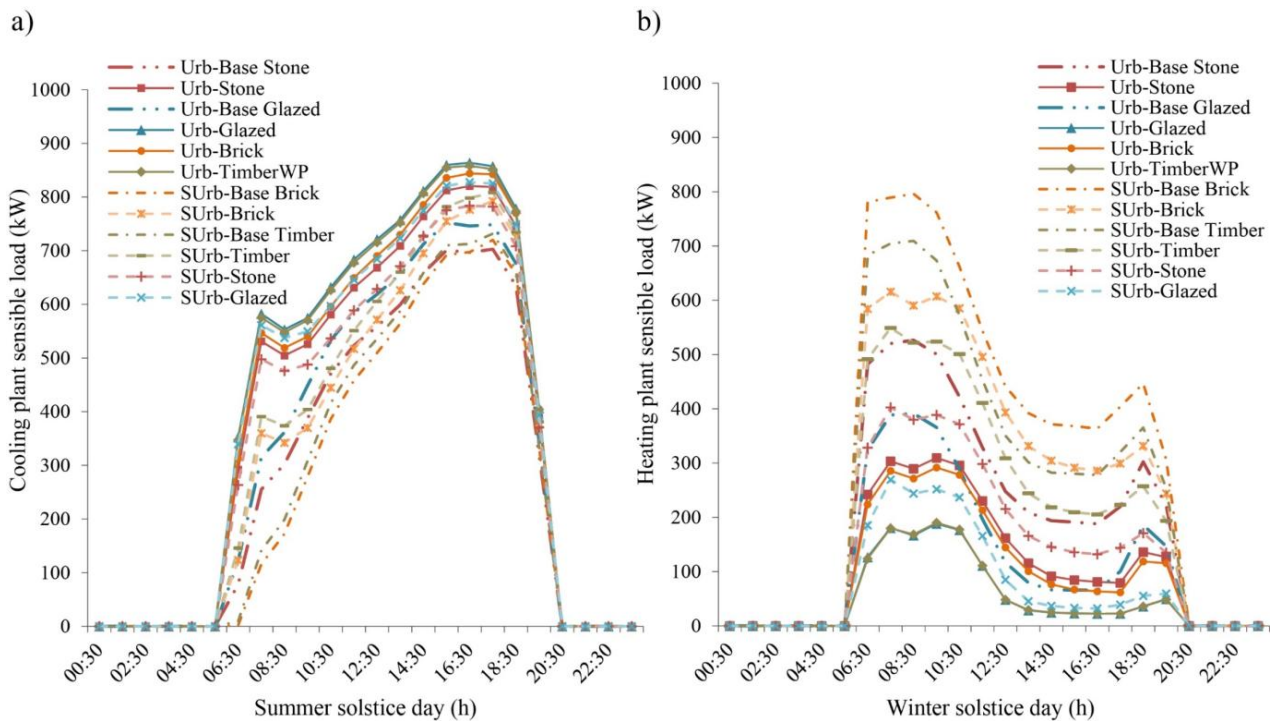 a)
Urb-Base Stone
Urb-Stone
Urb-Base Glazed
Urb-Glazed
Urb-Brick
Urb-TimberWP
SUrb-Base Brick
SUrb-Brick
SUrb-Base Timber
SUrb-Timber
SUrb-Stone
SUrb-Glazed
Cooling plant sensible load (kW)
1000
900
800
700
600
500
400
300
200
100
0
00:30
02:30
04:30
06:30
08:30
10:30
12:30
14:30
16:30
18:30
20:30
22:30
Summer solstice day (h)
b)
Urb-Base Stone
Urb-Stone
Urb-Base Glazed
Urb-Glazed
Urb-Brick
Urb-TimberWP
SUrb-Base Brick
SUrb-Brick
SUrb-Base Timber
SUrb-Timber
SUrb-Stone
SUrb-Glazed
Heating plant sensible load (kW)
1000
900
800
700
600
500
400
300
200
100
0
00:30
02:30
04:30
06:30
08:30
10:30
12:30
14:30
16:30
18:30
20:30
22:30
Winter solstice day (h)